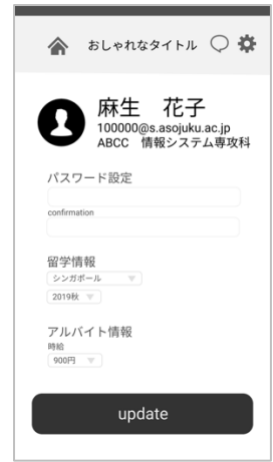 おしゃれなタイトル
麻生　花子
100000@s.asojuku.ac.jp
ABCC　情報システム専攻科
パスワード設定
confirmation
留学情報
シンガポール
2019秋
アルバイト情報
時給
900円
update